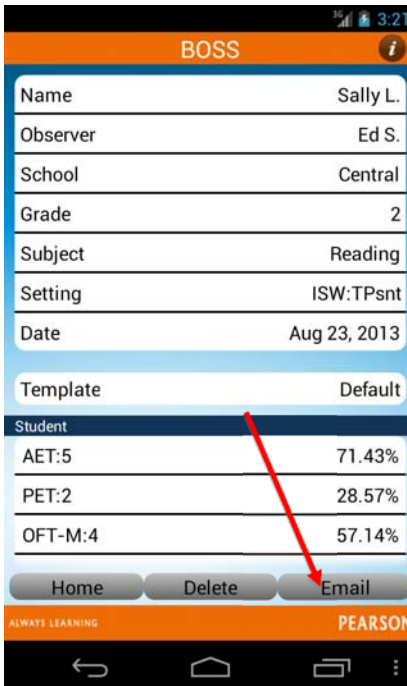 3G 3:21
BOSS i
Name Sally L.
Observer Ed S.
School Central
Grade 2
Subject Reading
Setting ISW:TPsnt
Date Aug 23, 2013
Template Default
Student
AET:5 71.43%
PET:2 28.57%
OFT-M:4 57.14%
Home Delete Email
ALWAYS LEARNING PEARSON